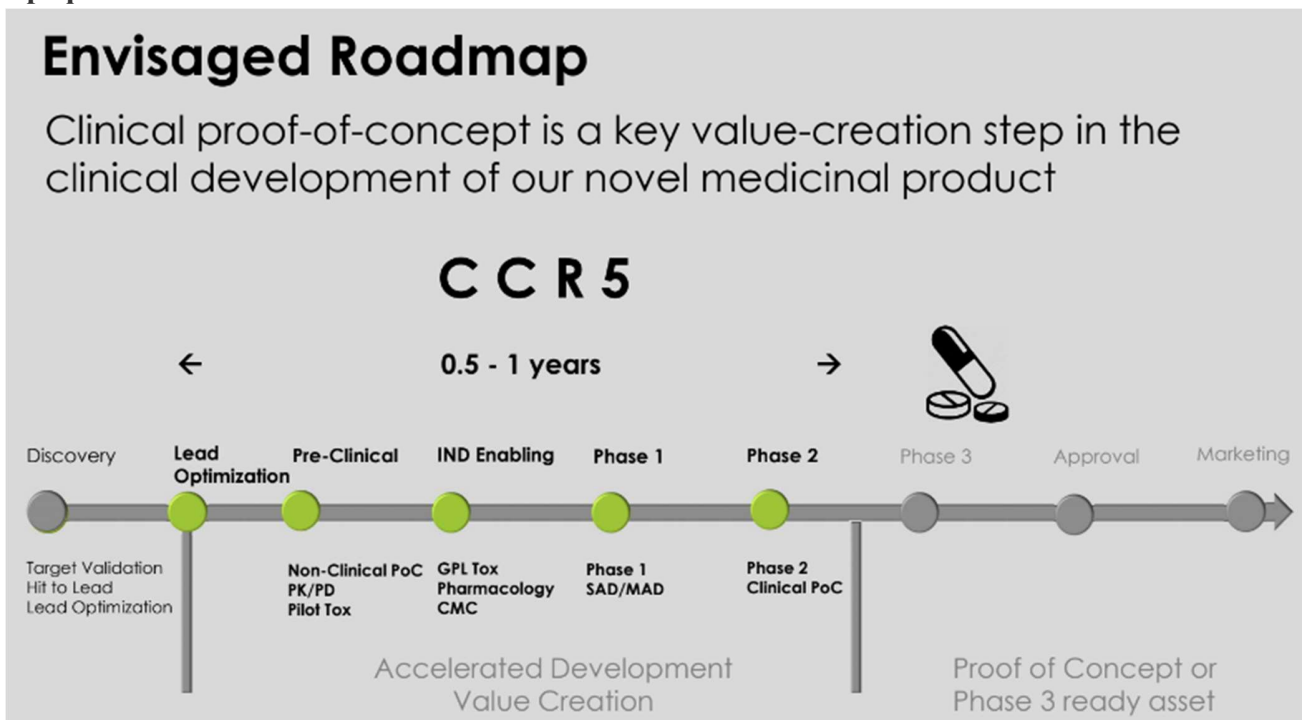 Envisaged Roadmap
Clinical proof-of-concept is a key value-creation step in the
clinical development of our novel medicinal product
C C R 5
← 0.5 - 1 years →
Discovery
Lead
Optimization
Pre-Clinical
IND Enabling
Phase 1
Phase 2
Phase 3
Approval
Marketing
Target Validation
Hit to Lead
Lead Optimization
Non-Clinical PoC
PK/PD
Pilot Tox
GPL Tox
Pharmacology
CMC
Phase 1
SAD/MAD
Phase 2
Clinical PoC
Accelerated Development
Value Creation
Proof of Concept or
Phase 3 ready asset